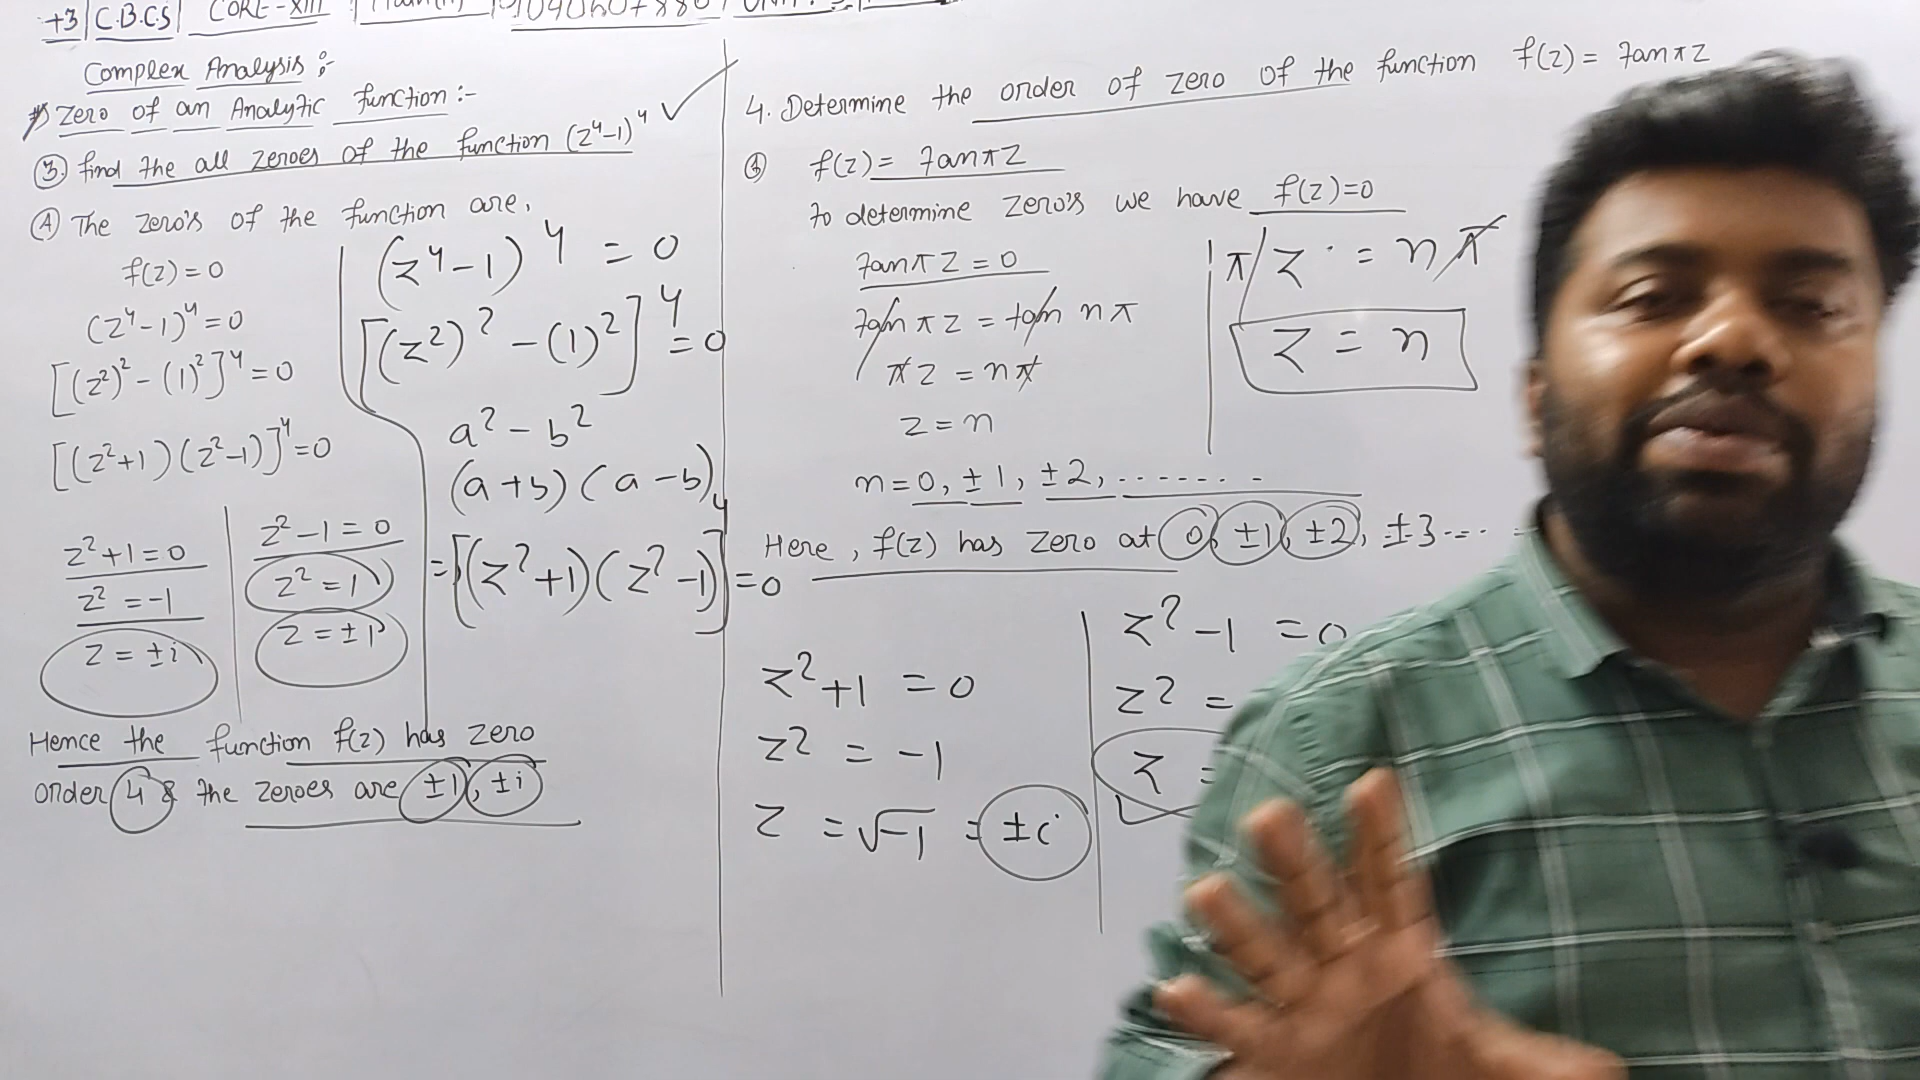 +3 | C.B.C.S | CORE-XIII
Complex Analysis :-
Zero of an Analytic function :-
③ find the all zeroes of the function (z⁴-1)⁴ ✓
Ⓐ The zero's of the function are,
f(z) = 0
(z⁴-1)⁴ = 0
[(z²)² - (1)²]⁴ = 0
[(z²+1)(z²-1)]⁴ = 0
z²+1 = 0
z² = -1
z = ±i
z²-1 = 0
z² = 1
z = ±1
Hence the function f(z) has zero
order 4 & the zeroes are ±1, ±i
(z⁴-1)⁴ = 0
[(z²)² - (1)²]⁴ = 0
a² - b²
(a+b)(a-b)
= [(z²+1)(z²-1)]⁴ = 0
4. Determine the order of zero of the function f(z) = tanπz
f(z) = tanπz
to determine zero's we have f(z)=0
tanπz = 0
tan πz = tan nπ
πz = nπ
z = n
n = 0, ±1, ±2, .......
Here, f(z) has zero at 0, ±1, ±2, ±3....
πz = nπ
z = n
z²+1 = 0
z² = -1
z = √-1 = ±i
z²-1 = 0
z² =
z =